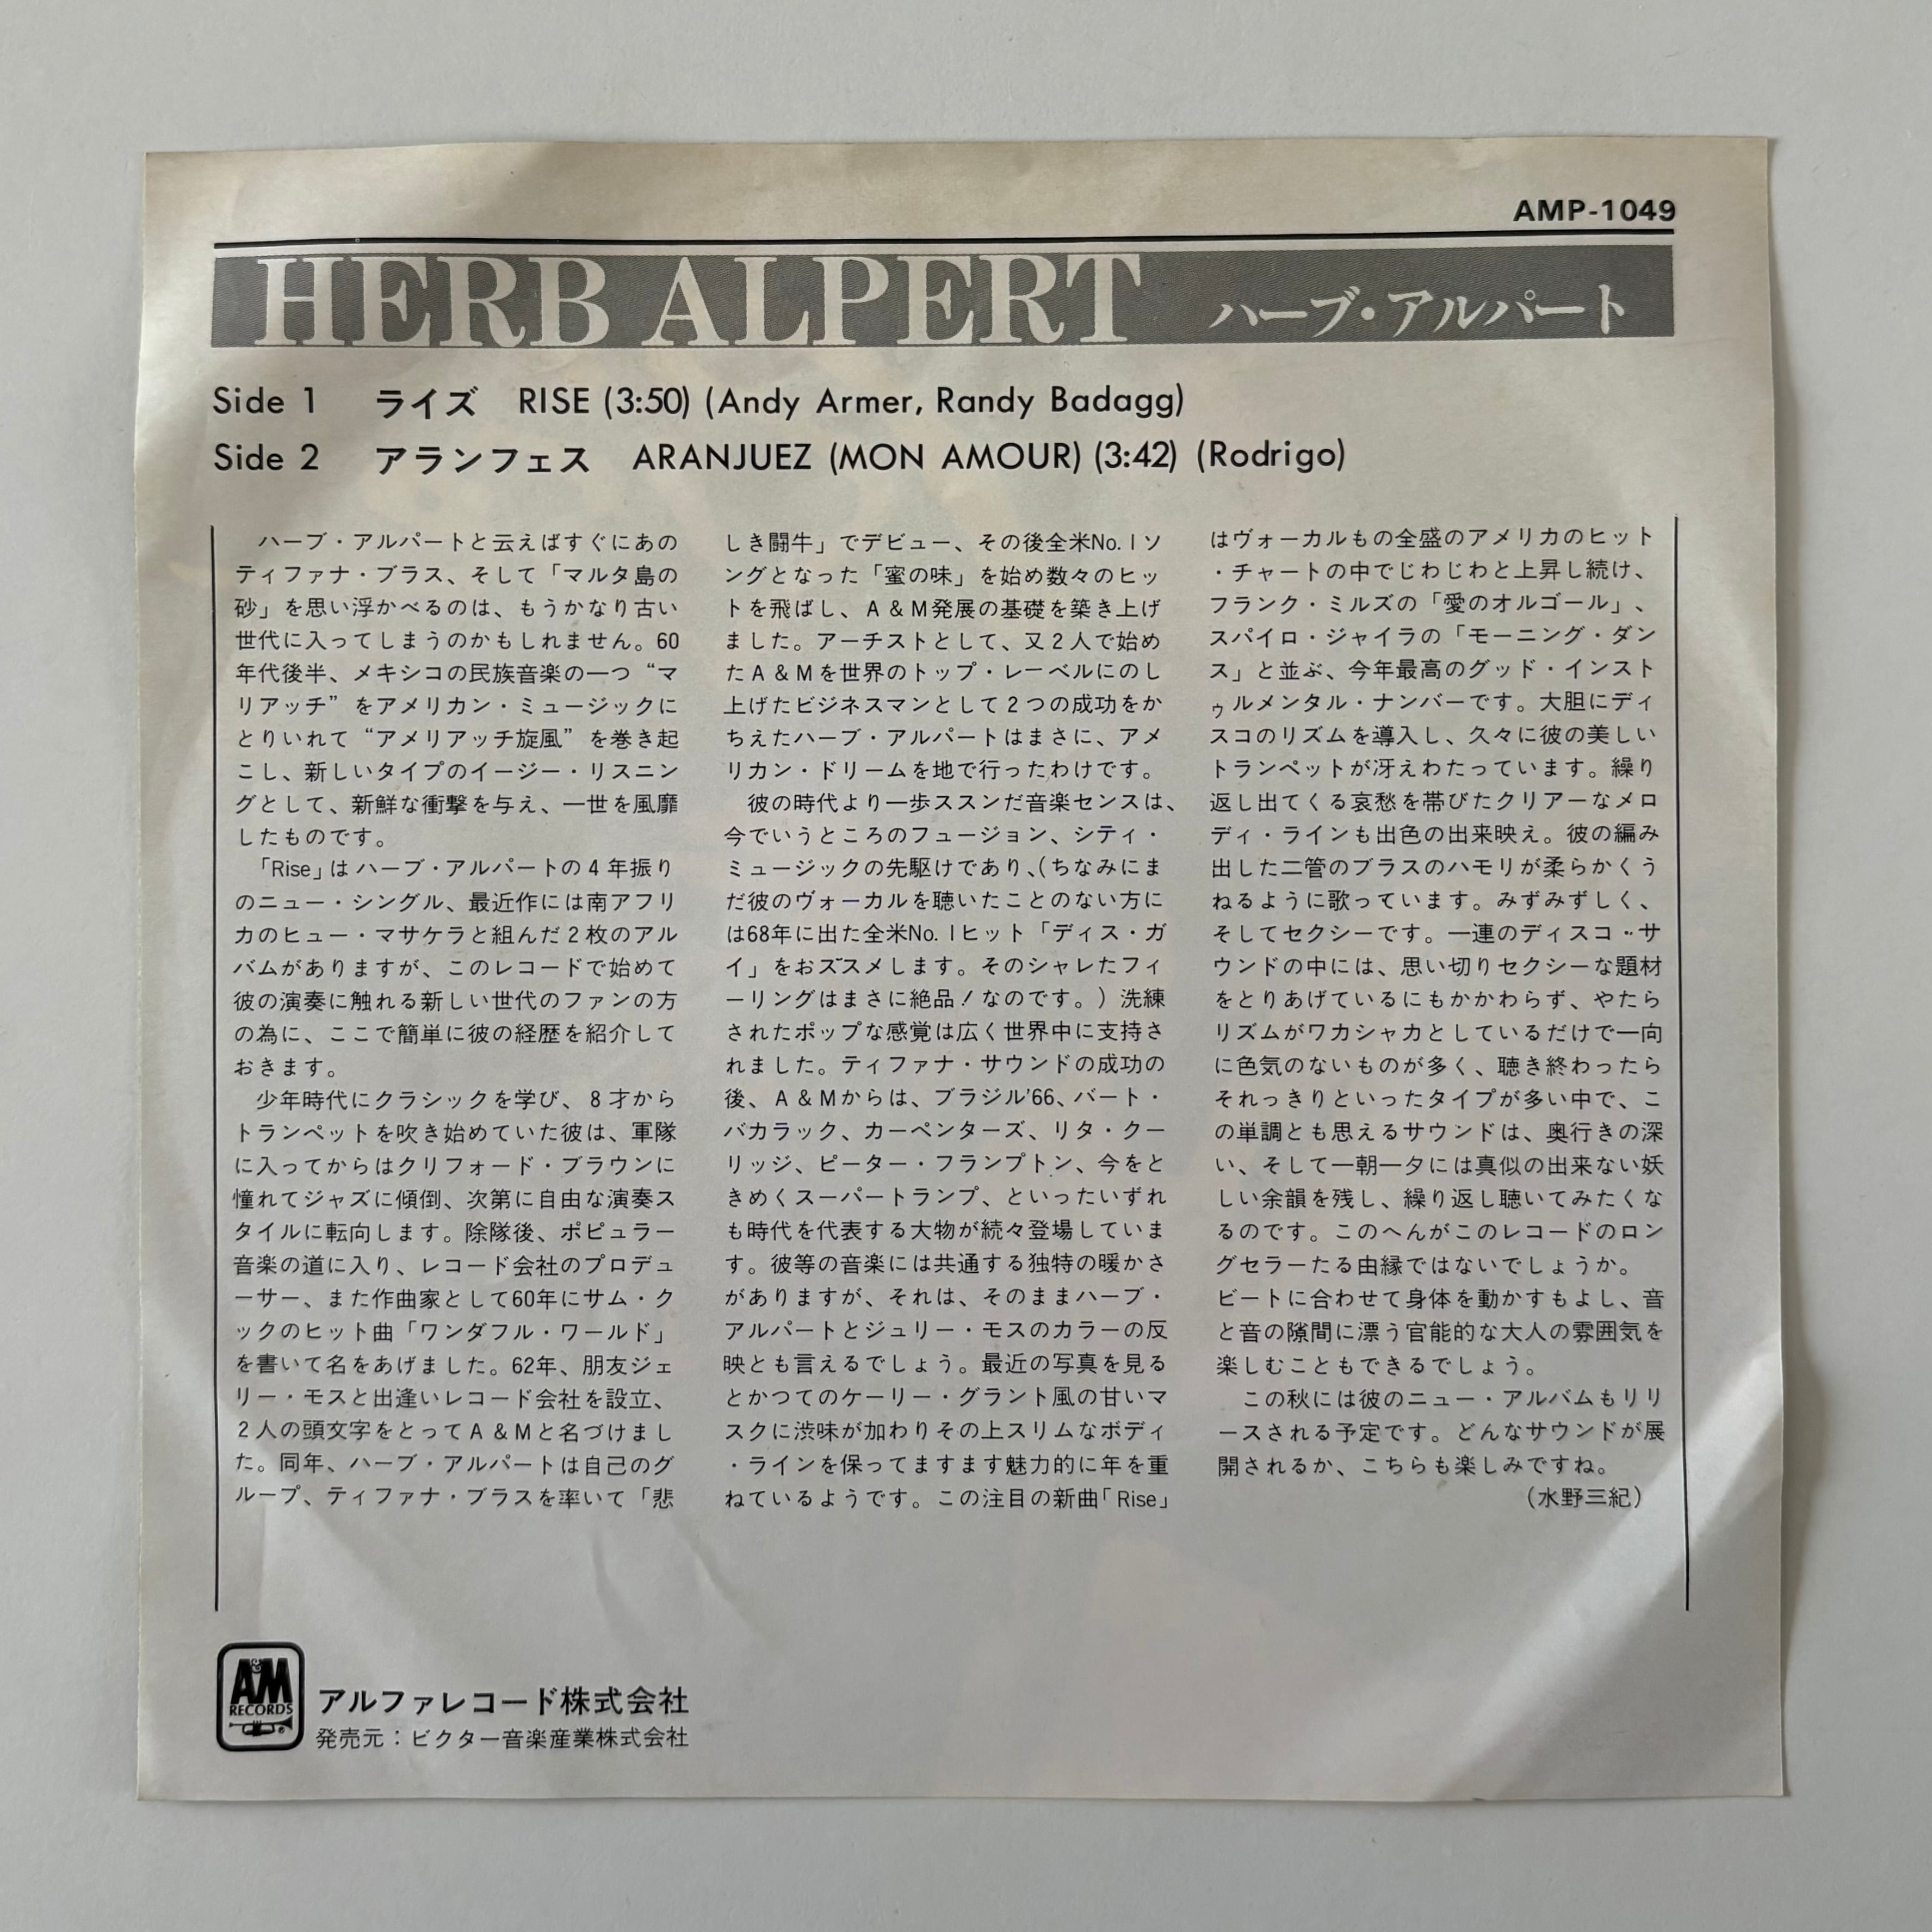 AMP-1049
HERB ALPERT ハーブ・アルパート
Side 1 ライズ RISE (3:50) (Andy Armer, Randy Badagg)
Side 2 アランフェス ARANJUEZ (MON AMOUR) (3:42) (Rodrigo)
ハーブ・アルパートと云えばすぐにあの
ティファナ・ブラス、そして「マルタ島の
砂」を思い浮かべるのは、もうかなり古い
世代に入ってしまうのかもしれません。60
年代後半、メキシコの民族音楽の一つ“マ
リアッチ”をアメリカン・ミュージックに
とりいれて“アメリアッチ旋風”を巻き起
こし、新しいタイプのイージー・リスニン
グとして、新鮮な衝撃を与え、一世を風靡
したものです。
「Rise」はハーブ・アルパートの4年振り
のニュー・シングル、最近作には南アフリ
カのヒュー・マサケラと組んだ2枚のアル
バムがありますが、このレコードで始めて
彼の演奏に触れる新しい世代のファンの方
の為に、ここで簡単に彼の経歴を紹介して
おきます。
少年時代にクラシックを学び、8才から
トランペットを吹き始めていた彼は、軍隊
に入ってからはクリフォード・ブラウンに
憧れてジャズに傾倒、次第に自由な演奏ス
タイルに転向します。除隊後、ポピュラー
音楽の道に入り、レコード会社のプロデュ
ーサー、また作曲家として60年にサム・ク
ックのヒット曲「ワンダフル・ワールド」
を書いて名をあげました。62年、朋友ジェ
リー・モスと出逢いレコード会社を設立、
2人の頭文字をとってA&Mと名づけまし
た。同年、ハーブ・アルパートは自己のグ
ループ、ティファナ・ブラスを率いて「悲
しき闘牛」でデビュー、その後全米No.1ソ
ングとなった「蜜の味」を始め数々のヒッ
トを飛ばし、A&M発展の基礎を築き上げ
ました。アーチストとして、又2人で始め
たA&Mを世界のトップ・レーベルにのし
上げたビジネスマンとして2つの成功をか
ちえたハーブ・アルパートはまさに、アメ
リカン・ドリームを地で行ったわけです。
彼の時代より一歩ススンだ音楽センスは、
今でいうところのフュージョン、シティ・
ミュージックの先駆けであり、(ちなみにま
だ彼のヴォーカルを聴いたことのない方に
は68年に出た全米No.1ヒット「ディス・ガ
イ」をおススメします。そのシャレたフィ
ーリングはまさに絶品!なのです。)洗練
されたポップな感覚は広く世界中に支持さ
れました。ティファナ・サウンドの成功の
後、A&Mからは、ブラジル'66、バート・
バカラック、カーペンターズ、リタ・クー
リッジ、ピーター・フランプトン、今をと
きめくスーパートランプ、といったいずれ
も時代を代表する大物が続々登場していま
す。彼等の音楽には共通する独特の暖かさ
がありますが、それは、そのままハーブ・
アルパートとジュリー・モスのカラーの反
映とも言えるでしょう。最近の写真を見る
とかつてのケーリー・グラント風の甘いマ
スクに渋味が加わりその上スリムなボディ
・ラインを保ってますます魅力的に年を重
ねているようです。この注目の新曲「Rise」
はヴォーカルもの全盛のアメリカのヒット
・チャートの中でじわじわと上昇し続け、
フランク・ミルズの「愛のオルゴール」、
スパイロ・ジャイラの「モーニング・ダン
ス」と並ぶ、今年最高のグッド・インスト
ゥルメンタル・ナンバーです。大胆にディ
スコのリズムを導入し、久々に彼の美しい
トランペットが冴えわたっています。繰り
返し出てくる哀愁を帯びたクリアーなメロ
ディ・ラインも出色の出来映え。彼の編み
出した二管のブラスのハモリが柔らかくう
ねるように歌っています。みずみずしく、
そしてセクシーです。一連のディスコ・サ
ウンドの中には、思い切りセクシーな題材
をとりあげているにもかかわらず、やたら
リズムがワカシャカとしているだけで一向
に色気のないものが多く、聴き終わったら
それっきりといったタイプが多い中で、こ
の単調とも思えるサウンドは、奥行きの深
い、そして一朝一夕には真似の出来ない妖
しい余韻を残し、繰り返し聴いてみたくな
るのです。このへんがこのレコードのロン
グセラーたる由縁ではないでしょうか。
ビートに合わせて身体を動かすもよし、音
と音の隙間に漂う官能的な大人の雰囲気を
楽しむこともできるでしょう。
この秋には彼のニュー・アルバムもリリ
ースされる予定です。どんなサウンドが展
開されるか、こちらも楽しみですね。
(水野三紀)
A&M RECORDS
アルファレコード株式会社
発売元：ビクター音楽産業株式会社